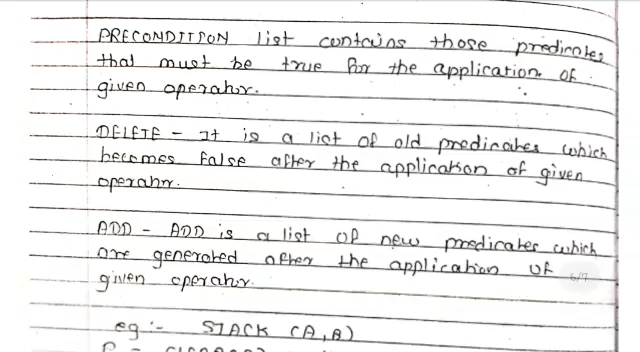 PRECONDITION list contains those predicates
that must be true for the application of
given operator.
DELETE - It is a list of old predicates which
becomes False after the application of given
operator.
ADD - ADD is a list of new predicates which
are generated after the application of
given operator.
6/7
eg :- STACK (A,B)
P -